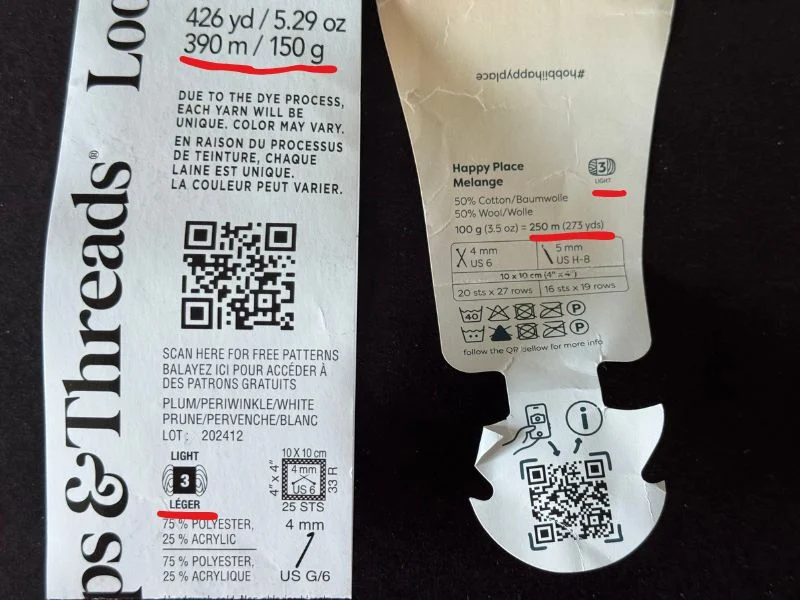 426 yd / 5.29 oz
390 m / 150 g
DUE TO THE DYE PROCESS,
EACH YARN WILL BE
UNIQUE. COLOR MAY VARY.
EN RAISON DU PROCESSUS
DE TEINTURE, CHAQUE
LAINE EST UNIQUE.
LA COULEUR PEUT VARIER.
SCAN HERE FOR FREE PATTERNS
BALAYEZ ICI POUR ACCÉDER À
DES PATRONS GRATUITS
PLUM/PERIWINKLE/WHITE
PRUNE/PERVENCHE/BLANC
LOT: 202412
LIGHT
3
LÉGER
10 X 10 cm
4" x 4"
4 mm
US 6
33 R
25 STS
75 % POLYESTER,
25 % ACRYLIC
75 % POLYESTER,
25 % ACRYLIQUE
4 mm
US G/6
& Threads®
#hobbiihappyplace
Happy Place
Melange
3
LIGHT
50% Cotton/Baumwolle
50% Wool/Wolle
100 g (3.5 oz) = 250 m (273 yds)
4 mm
US 6
5 mm
US H-8
10 x 10 cm (4" x 4")
20 sts x 27 rows
16 sts x 19 rows
40
P
P
follow the QR bellow for more info
i